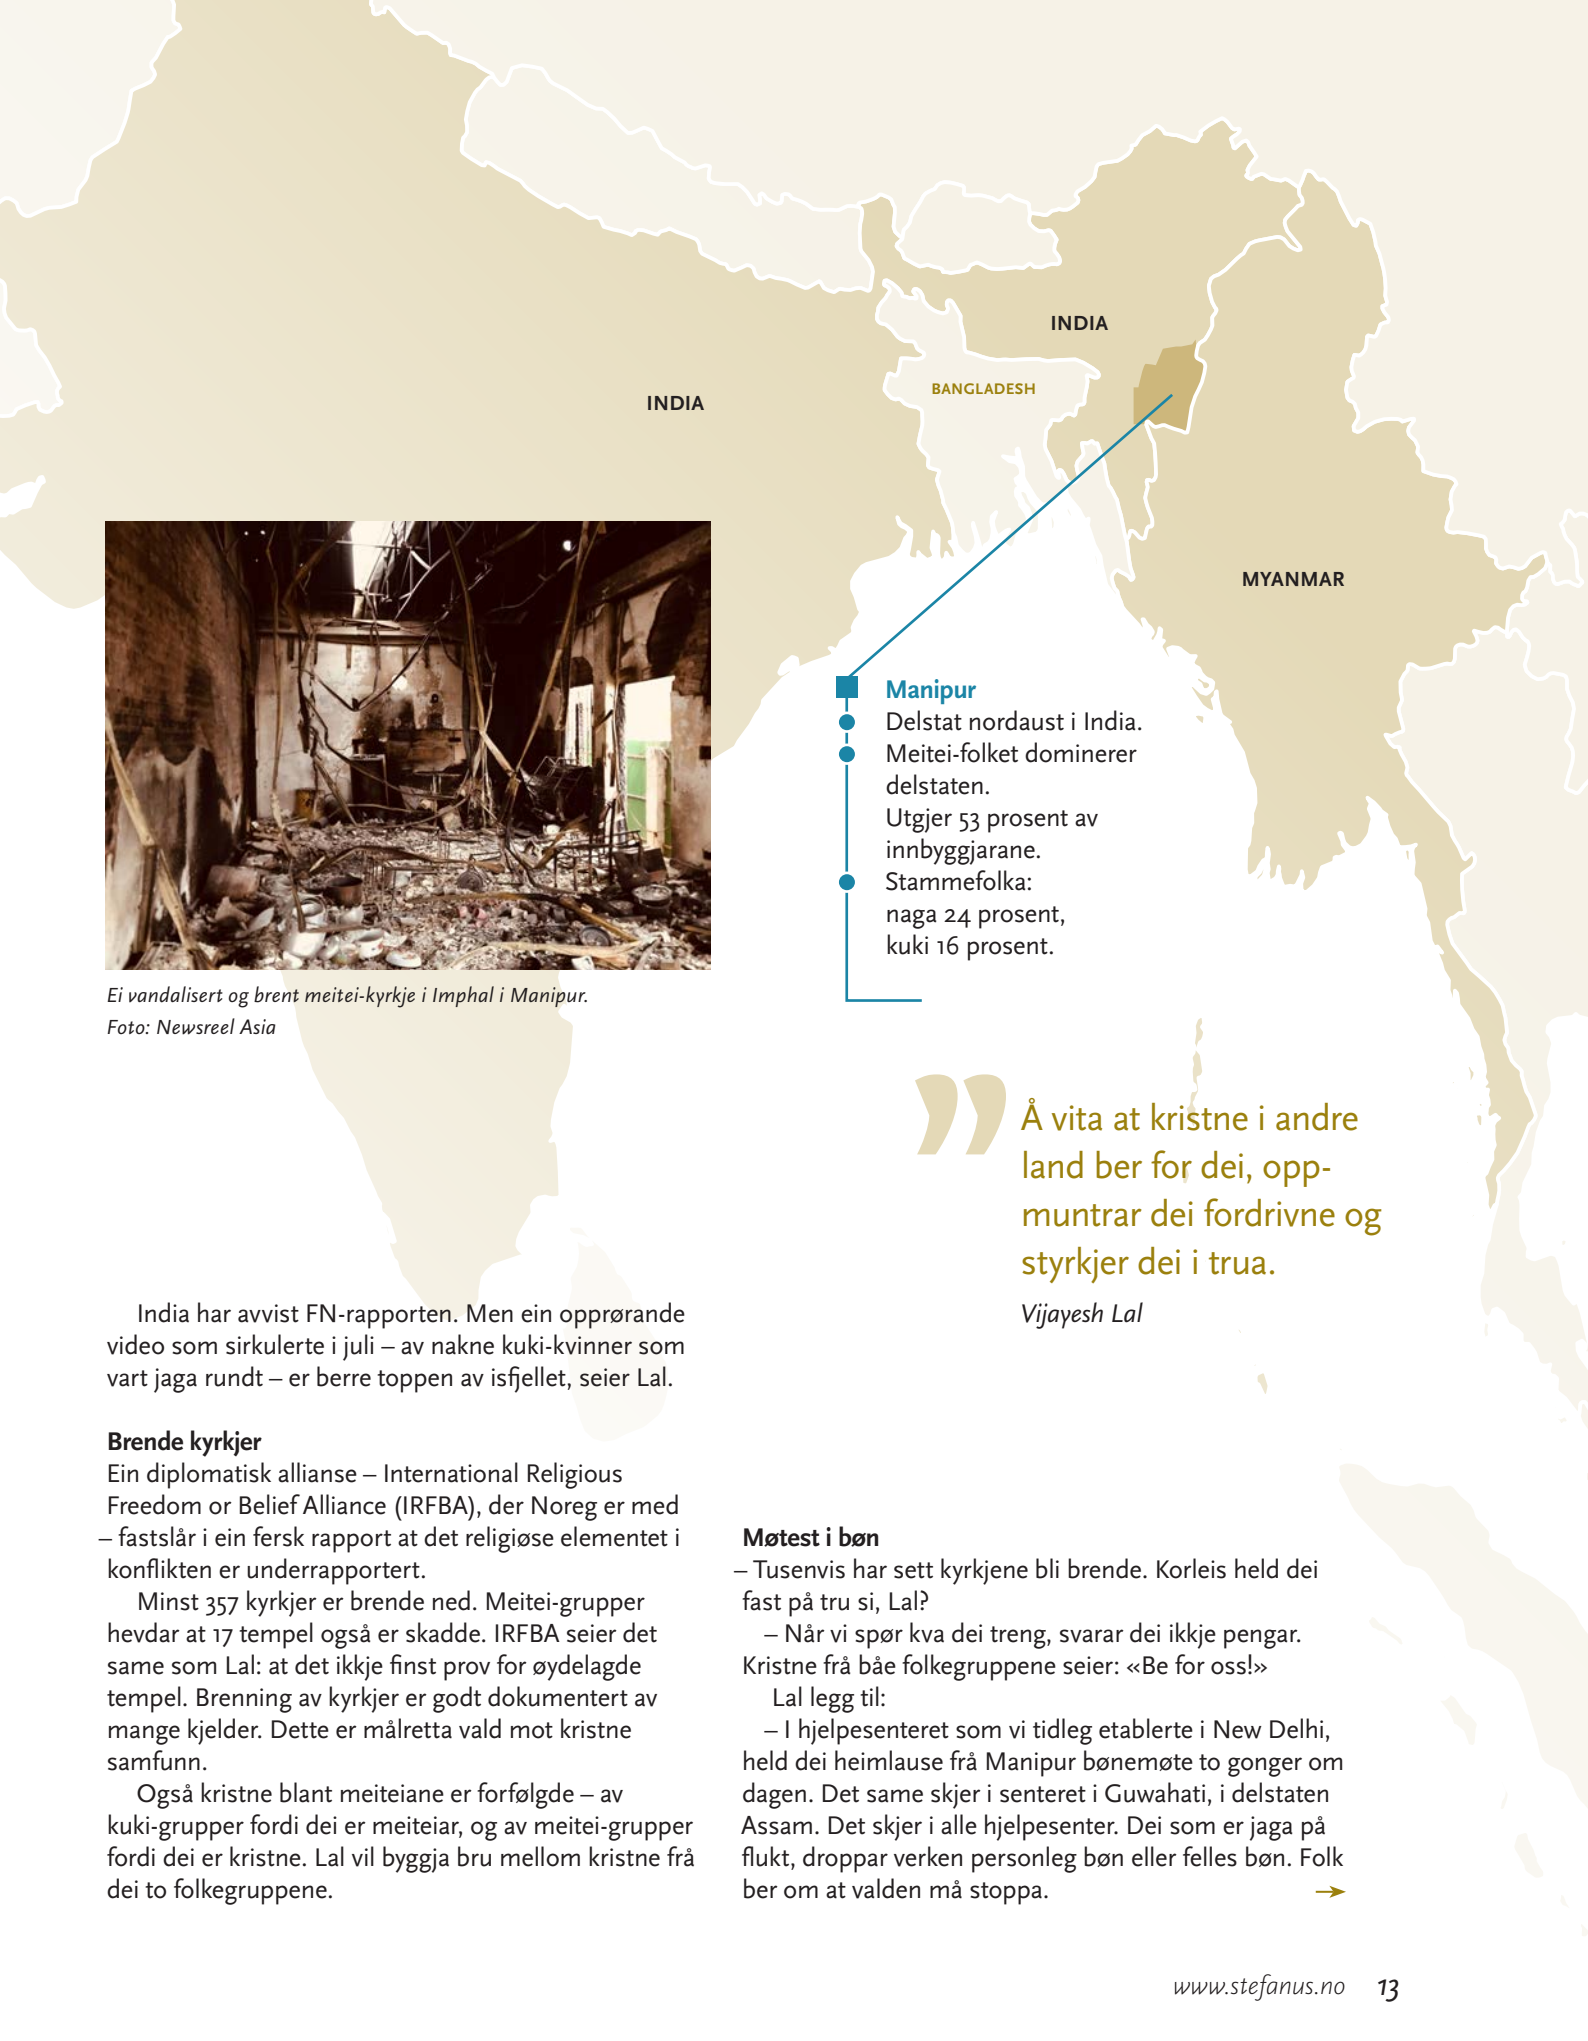 INDIA
BANGLADESH
INDIA
MYANMAR
Manipur
Delstat nordaust i India.
Meitei-folket dominerer
delstaten.
Utgjer 53 prosent av
innbyggjarane.
Stammefolka:
naga 24 prosent,
kuki 16 prosent.
Ei vandalisert og brent meitei-kyrkje i Imphal i Manipur.
Foto: Newsreel Asia
”
Å vita at kristne i andre
land ber for dei, opp-
muntrar dei fordrivne og
styrkjer dei i trua.
Vijayesh Lal
India har avvist FN-rapporten. Men ein opprørande
video som sirkulerte i juli – av nakne kuki-kvinner som
vart jaga rundt – er berre toppen av isfjellet, seier Lal.
Brende kyrkjer
Ein diplomatisk allianse – International Religious
Freedom or Belief Alliance (IRFBA), der Noreg er med
– fastslår i ein fersk rapport at det religiøse elementet i
konflikten er underrapportert.
Minst 357 kyrkjer er brende ned. Meitei-grupper
hevdar at 17 tempel også er skadde. IRFBA seier det
same som Lal: at det ikkje finst prov for øydelagde
tempel. Brenning av kyrkjer er godt dokumentert av
mange kjelder. Dette er målretta vald mot kristne
samfunn.
Også kristne blant meiteiane er forfølgde – av
kuki-grupper fordi dei er meiteiar, og av meitei-grupper
fordi dei er kristne. Lal vil byggja bru mellom kristne frå
dei to folkegruppene.
Møtest i bøn
– Tusenvis har sett kyrkjene bli brende. Korleis held dei
fast på tru si, Lal?
– Når vi spør kva dei treng, svarar dei ikkje pengar.
Kristne frå båe folkegruppene seier: «Be for oss!»
Lal legg til:
– I hjelpesenteret som vi tidleg etablerte i New Delhi,
held dei heimlause frå Manipur bønemøte to gonger om
dagen. Det same skjer i senteret i Guwahati, i delstaten
Assam. Det skjer i alle hjelpesenter. Dei som er jaga på
flukt, droppar verken personleg bøn eller felles bøn. Folk
ber om at valden må stoppa.
www.stefanus.no 13